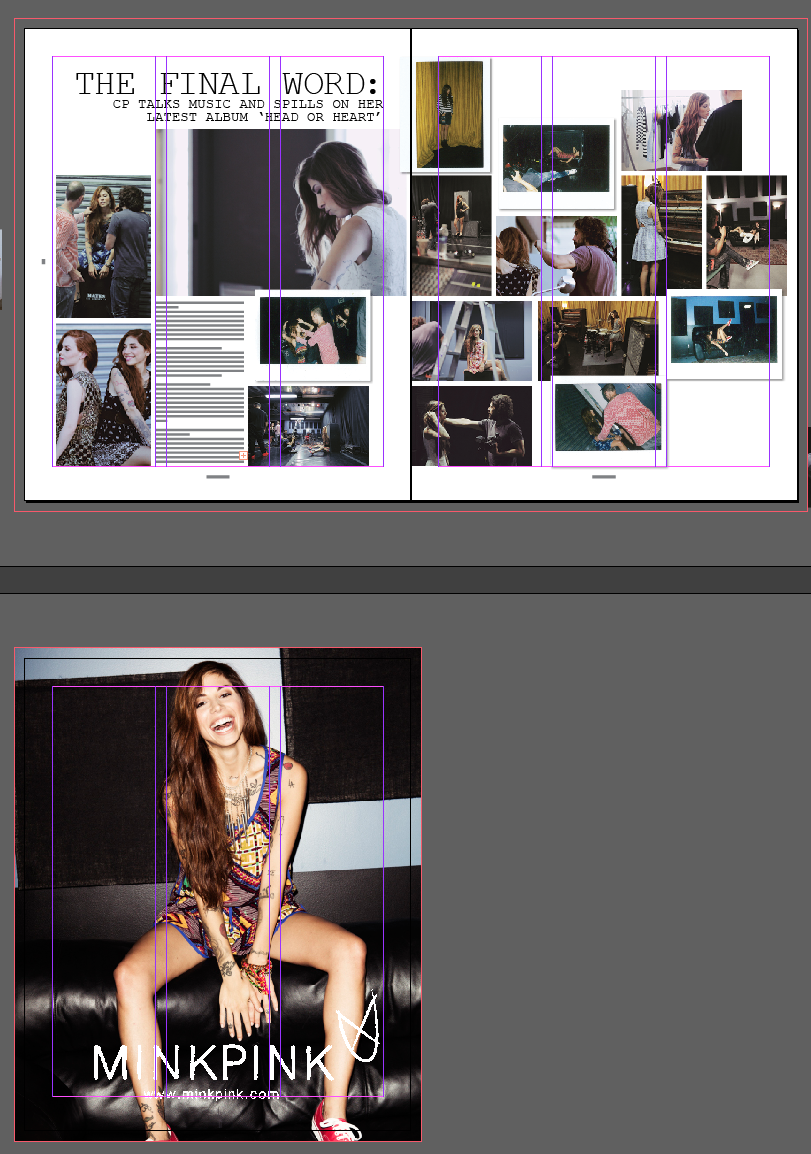 THE FINAL WORD:
CP TALKS MUSIC AND SPILLS ON HER
LATEST ALBUM ‘HEAD OR HEART’
MINKPINK
www.minkpink.com